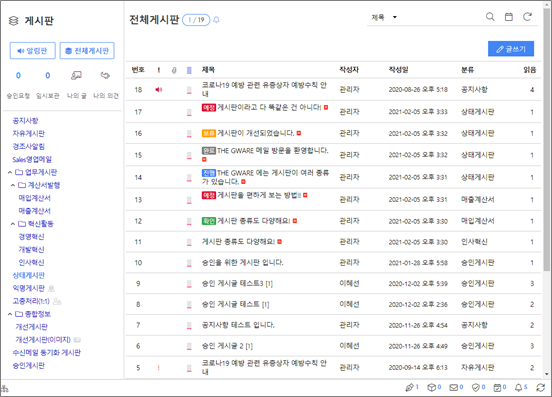 게시판
알림판
전체게시판
0 0
승인요청 임시보관 나의 글 나의 의견
공지사항
자유게시판
경조사알림
Sales영업메일
업무게시판
계산서발행
매입계산서
매출계산서
혁신활동
경영혁신
개발혁신
인사혁신
상태게시판
익명게시판
고충처리(1:1)
종합정보
개선게시판
개선게시판(이미지)
수신메일 동기화 게시판
승인게시판
전체게시판 1 / 19
제목
글쓰기
번호 ! 제목 작성자 작성일 분류 읽음
18 코로나19 예방 관련 유증상자 예방수칙 안내 관리자 2020-08-26 오후 5:18 공지사항 4
17 예정 게시판이라고 다 똑같은 건 아니다! 관리자 2021-02-05 오후 3:33 상태게시판 1
16 보류 게시판이 개선되었습니다. 관리자 2021-02-05 오후 3:32 상태게시판 1
15 완료 THE GWARE 메일 방문을 환영합니다. 관리자 2021-02-05 오후 3:32 상태게시판 1
14 진행 THE GWARE 에는 게시판이 여러 종류가 있습니다. 관리자 2021-02-05 오후 3:31 상태게시판 1
13 예정 게시판을 편하게 보는 방법!! 관리자 2021-02-05 오후 3:31 매출계산서 1
12 확인 게시판 종류도 다양해요! 관리자 2021-02-05 오후 3:30 매입계산서 1
11 게시판 종류도 다양해요! 관리자 2021-02-05 오후 3:30 인사혁신 1
10 승인을 위한 게시판 입니다. 관리자 2021-01-28 오후 5:58 승인게시판 1
9 승인 게시글 테스트3 [1] 이혜선 2020-12-02 오후 5:39 승인게시판 3
8 승인 게시글 테스트 [1] 이혜선 2020-12-02 오후 2:36 승인게시판 2
7 공지사항 테스트 입니다. 관리자 2020-11-26 오후 4:54 공지사항 2
6 승인 게시글 2 [1] 이혜선 2020-11-26 오후 4:49 승인게시판 3
5 ! 코로나19 예방 관련 유증상자 예방수칙 안내 관리자 2020-09-14 오후 6:13 자유게시판 2
1 0 0 0 0 5